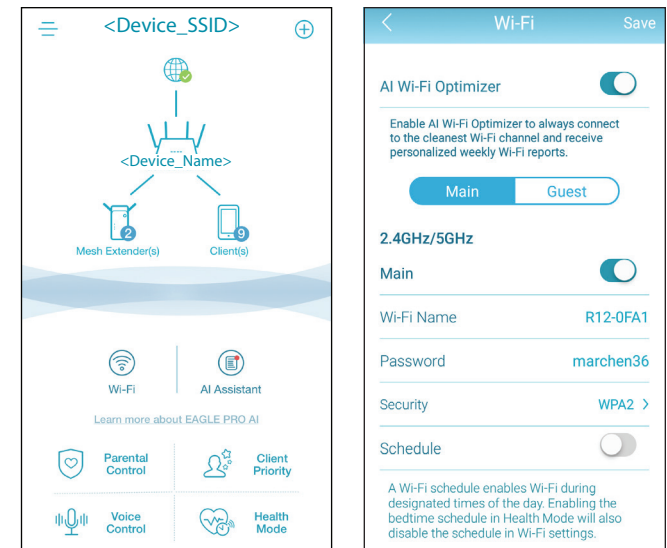 <Device_SSID>
<Device_Name>
2
9
Mesh Extender(s)
Client(s)
Wi-Fi
AI Assistant
Learn more about EAGLE PRO AI
Parental
Control
Client
Priority
Voice
Control
Health
Mode
Wi-Fi
Save
AI Wi-Fi Optimizer
Enable AI Wi-Fi Optimizer to always connect
to the cleanest Wi-Fi channel and receive
personalized weekly Wi-Fi reports.
Main
Guest
2.4GHz/5GHz
Main
Wi-Fi Name
R12-0FA1
Password
marchen36
Security
WPA2 >
Schedule
A Wi-Fi schedule enables Wi-Fi during
designated times of the day. Enabling the
bedtime schedule in Health Mode will also
disable the schedule in Wi-Fi settings.